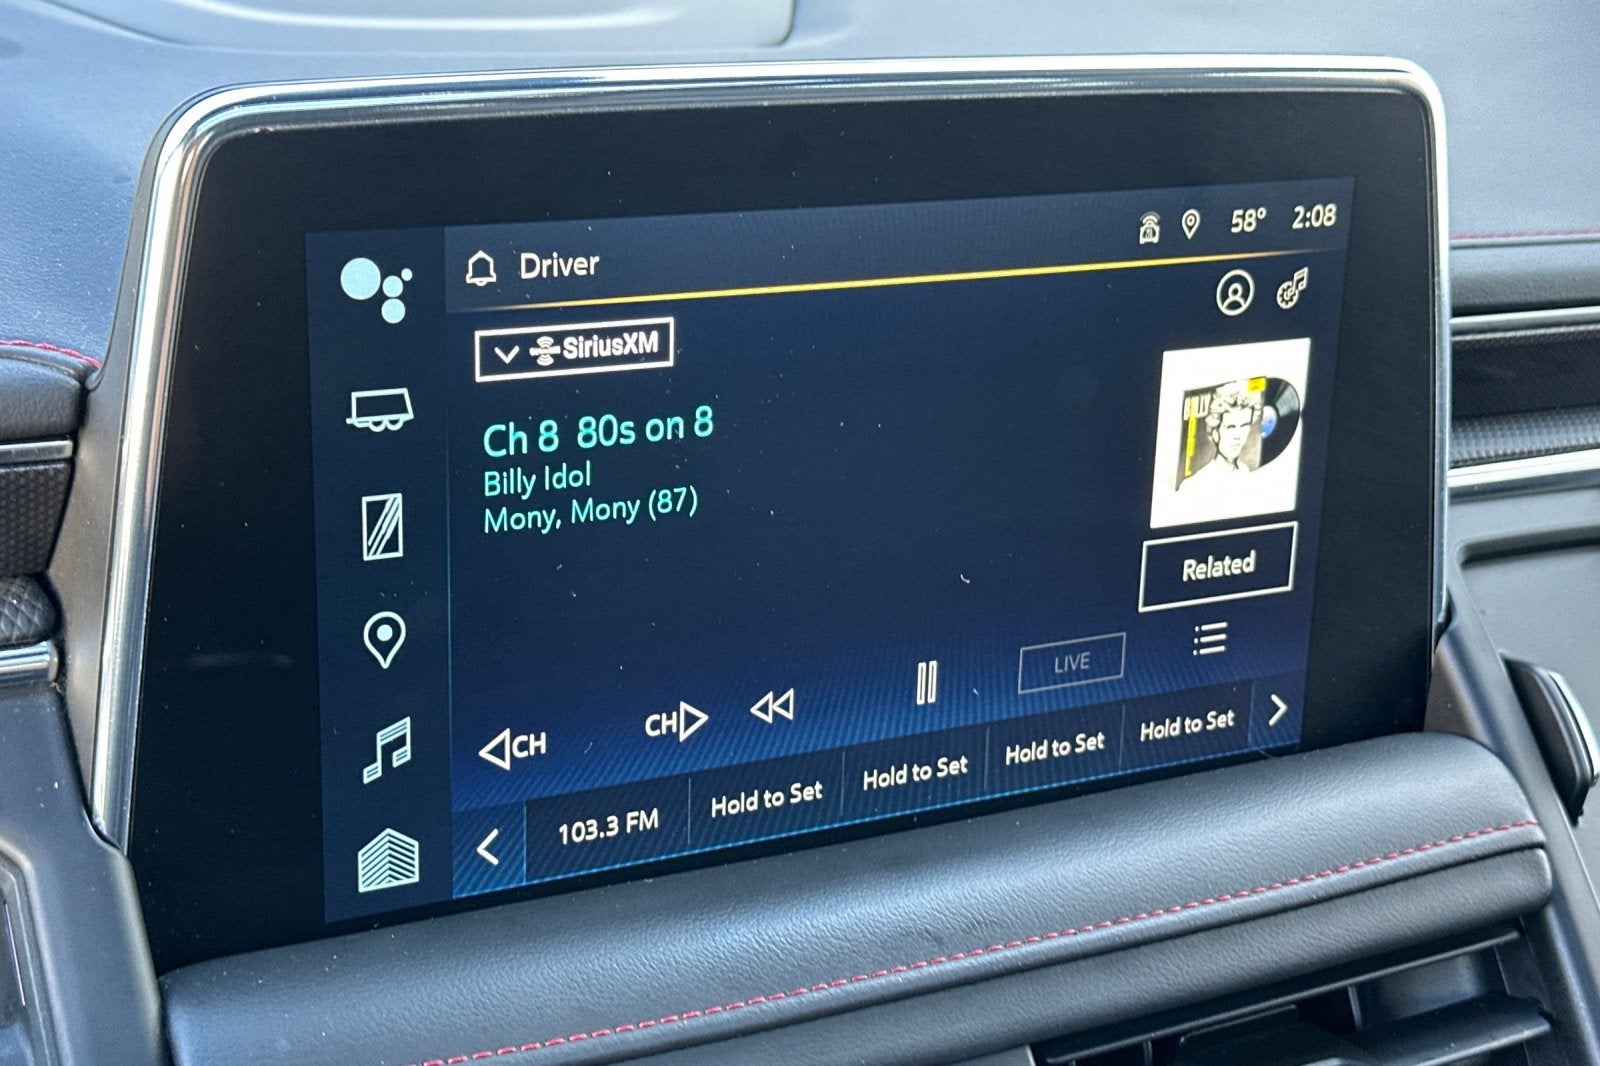 Driver
58° 2:08
SiriusXM
Ch 8 80s on 8
Billy Idol
Mony, Mony (87)
BILLY
Related
LIVE
CH
CH
103.3 FM
Hold to Set
Hold to Set
Hold to Set
Hold to Set